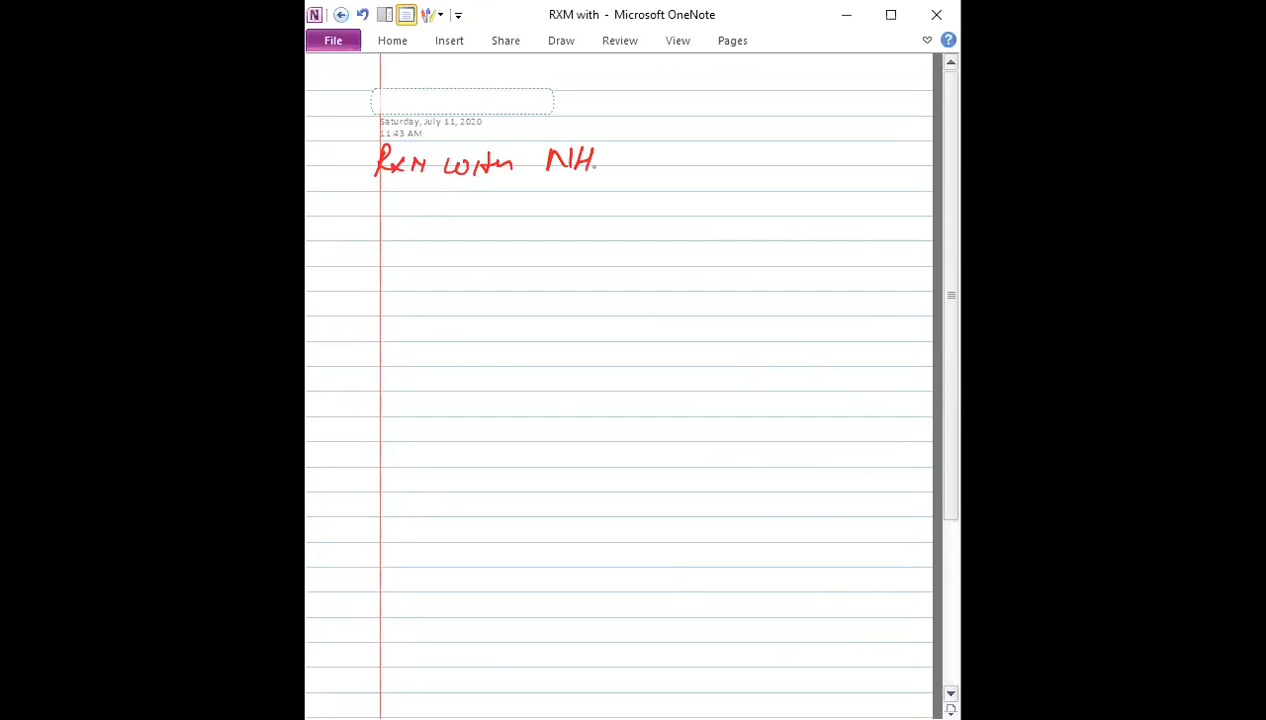 RXM with - Microsoft OneNote
File Home Insert Share Draw Review View Pages
Saturday, July 11, 2020
11:43 AM
RXN with NH